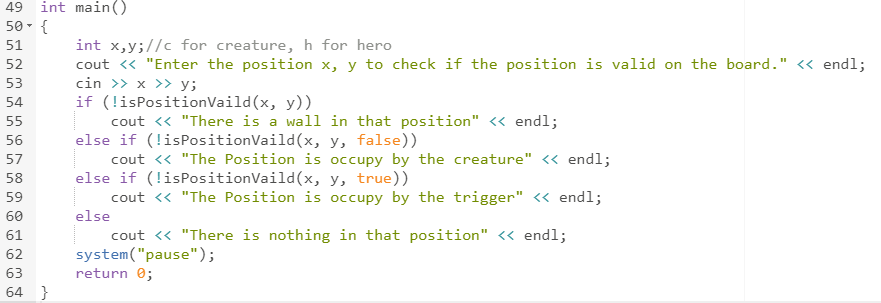 49 int main()
50 {
51 int x,y;//c for creature, h for hero
52 cout << "Enter the position x, y to check if the position is valid on the board." << endl;
53 cin >> x >> y;
54 if (!isPositionVaild(x, y))
55 cout << "There is a wall in that position" << endl;
56 else if (!isPositionVaild(x, y, false))
57 cout << "The Position is occupy by the creature" << endl;
58 else if (!isPositionVaild(x, y, true))
59 cout << "The Position is occupy by the trigger" << endl;
60 else
61 cout << "There is nothing in that position" << endl;
62 system("pause");
63 return 0;
64 }